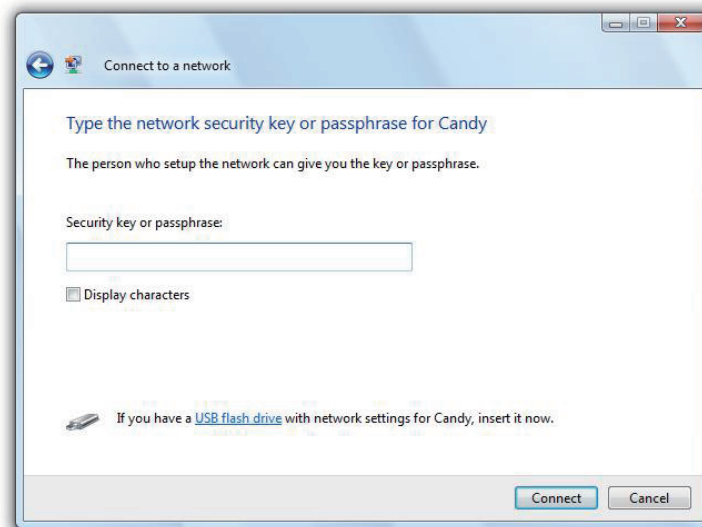 Connect to a network
Type the network security key or passphrase for Candy
The person who setup the network can give you the key or passphrase.
Security key or passphrase:
Display characters
If you have a USB flash drive with network settings for Candy, insert it now.
Connect
Cancel